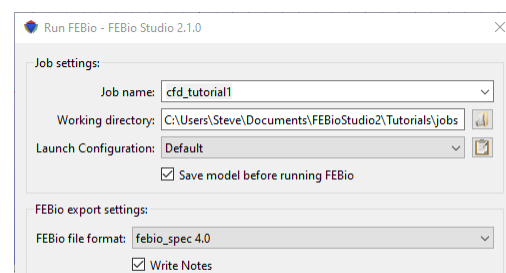 Run FEBio - FEBio Studio 2.1.0
Job settings:
Job name: cfd_tutorial1
Working directory: C:\Users\Steve\Documents\FEBioStudio2\Tutorials\jobs
Launch Configuration: Default
Save model before running FEBio
FEBio export settings:
FEBio file format: febio_spec 4.0
Write Notes